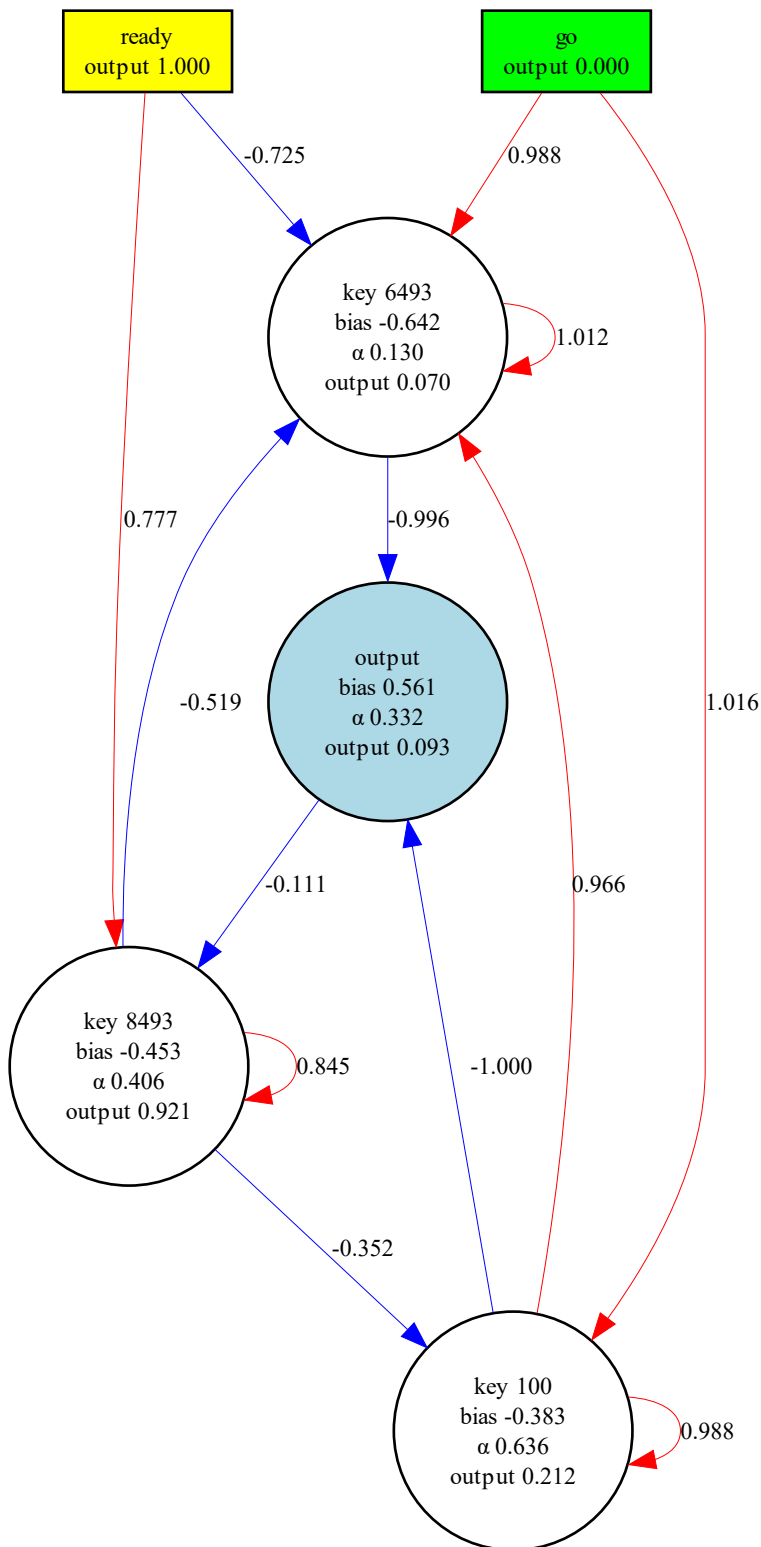 ready
output 1.000
go
output 0.000
-0.725
0.988
key 6493
bias -0.642
α 0.130
output 0.070
1.012
0.777
-0.996
-0.519
output
bias 0.561
α 0.332
output 0.093
1.016
-0.111
0.966
key 8493
bias -0.453
α 0.406
output 0.921
0.845
-1.000
-0.352
key 100
bias -0.383
α 0.636
output 0.212
0.988